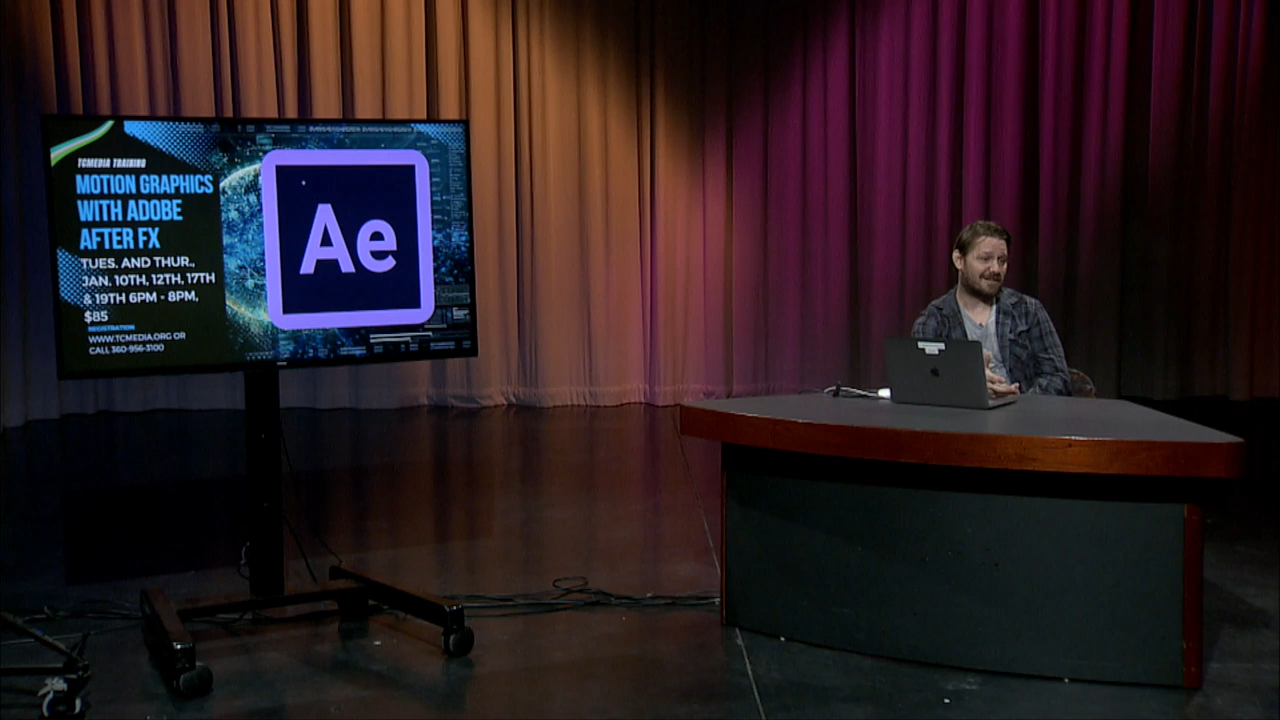 TCMEDIA TRAINING
MOTION GRAPHICS
WITH ADOBE
AFTER FX
TUES. AND THUR.,
JAN. 10TH, 12TH, 17TH
& 19TH 6PM - 8PM,
$85
REGISTRATION
WWW.TCMEDIA.ORG OR
CALL 360-956-3100
Ae